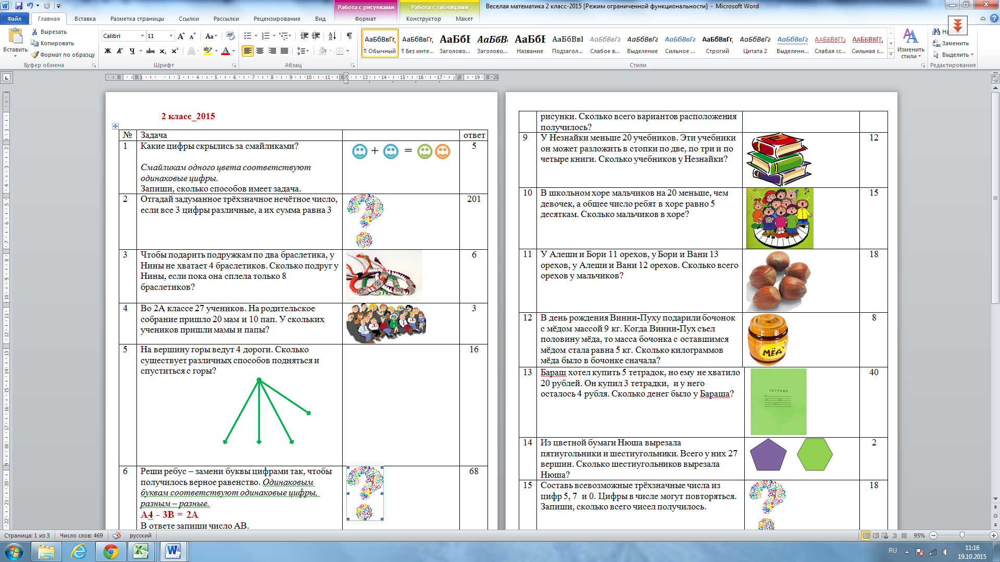 Работа с рисунками
Работа с таблицами
Веселая математика 2 класс-2015 [Режим ограниченной функциональности] - Microsoft Word
Файл Главная Вставка Разметка страницы Ссылки Рассылки Рецензирование Вид Формат Конструктор Макет
Вставить
Вырезать
Копировать
Формат по образцу
Буфер обмена
Calibri 11
Шрифт
Абзац
АаБбВвГг, АаБбВвГг, АаБбЕ АаБбВв АаБбЕ АаБбВвІ АаБбВвГг АаБбВвГг АаБбВвГг АаБбВвГг, АаБбВвГг АаБбВвГг ААББВВГГ, ААББВВГГ,
¶ Обычный ¶ Без инте... Заголово... Заголово... Название Подзагол... Слабое в... Выделение Сильное ... Строгий Цитата 2 Выделенн... Слабая сс... Сильная с...
Стили
Изменить
стили
Заменить
Выделить
Редактирование
2 класс_2015
№ Задача ответ
1 Какие цифры скрылись за смайликами? + = 5
Смайликам одного цвета соответствуют
одинаковые цифры.
Запиши, сколько способов имеет задача.
2 Отгадай задуманное трёхзначное нечётное число, 201
если все 3 цифры различные, а их сумма равна 3
3 Чтобы подарить подружкам по два браслетика, у 6
Нины не хватает 4 браслетиков. Сколько подруг у
Нины, если пока она сплела только 8
браслетиков?
4 Во 2А классе 27 учеников. На родительское 3
собрание пришло 20 мам и 10 пап. У скольких
учеников пришли мамы и папы?
5 На вершину горы ведут 4 дороги. Сколько 16
существует различных способов подняться и
спуститься с горы?
6 Реши ребус – замени буквы цифрами так, чтобы 68
получилось верное равенство. Одинаковым
буквам соответствуют одинаковые цифры,
разным – разные.
А4 - 3В = 2А
В ответе запиши число АВ.
рисунки. Сколько всего вариантов расположения
получилось?
9 У Незнайки меньше 20 учебников. Эти учебники 12
он может разложить в стопки по две, по три и по
четыре книги. Сколько учебников у Незнайки?
10 В школьном хоре мальчиков на 20 меньше, чем 15
девочек, а общее число ребят в хоре равно 5
десяткам. Сколько мальчиков в хоре?
11 У Алеши и Бори 11 орехов, у Бори и Вани 13 18
орехов, у Алеши и Вани 12 орехов. Сколько всего
орехов у мальчиков?
12 В день рождения Винни-Пуху подарили бочонок 8
с мёдом массой 9 кг. Когда Винни-Пух съел
половину мёда, то масса бочонка с оставшимся
мёдом стала равна 5 кг. Сколько килограммов
мёда было в бочонке сначала?
МЁД
13 Бараш хотел купить 5 тетрадок, но ему не хватило 40
20 рублей. Он купил 3 тетрадки, и у него
осталось 4 рубля. Сколько денег было у Бараша?
ТЕТРАДЬ
14 Из цветной бумаги Нюша вырезала 2
пятиугольники и шестиугольники. Всего у них 27
вершин. Сколько шестиугольников вырезала
Нюша?
15 Составь всевозможные трёхзначные числа из 18
цифр 5, 7 и 0. Цифры в числе могут повторяться.
Запиши, сколько всего чисел получилось.
Страница: 1 из 3 Число слов: 469 русский 95%
RU 11:16
19.10.2015